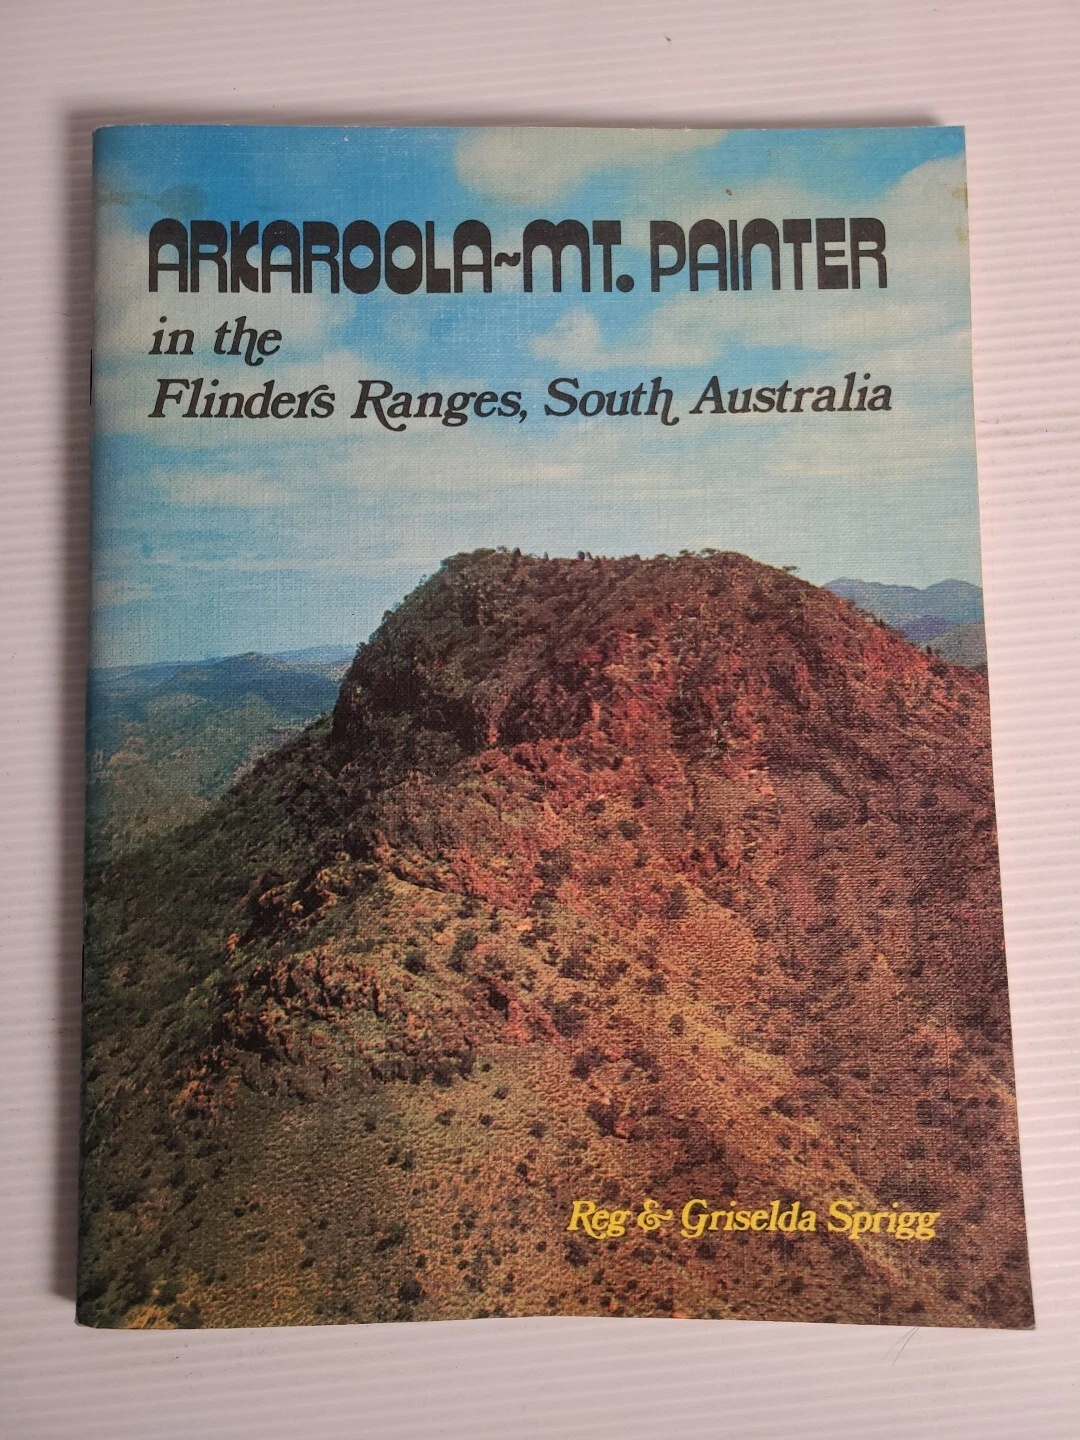 ARKAROOLA~MT. PAINTER
in the
Flinders Ranges, South Australia
Reg & Griselda Sprigg